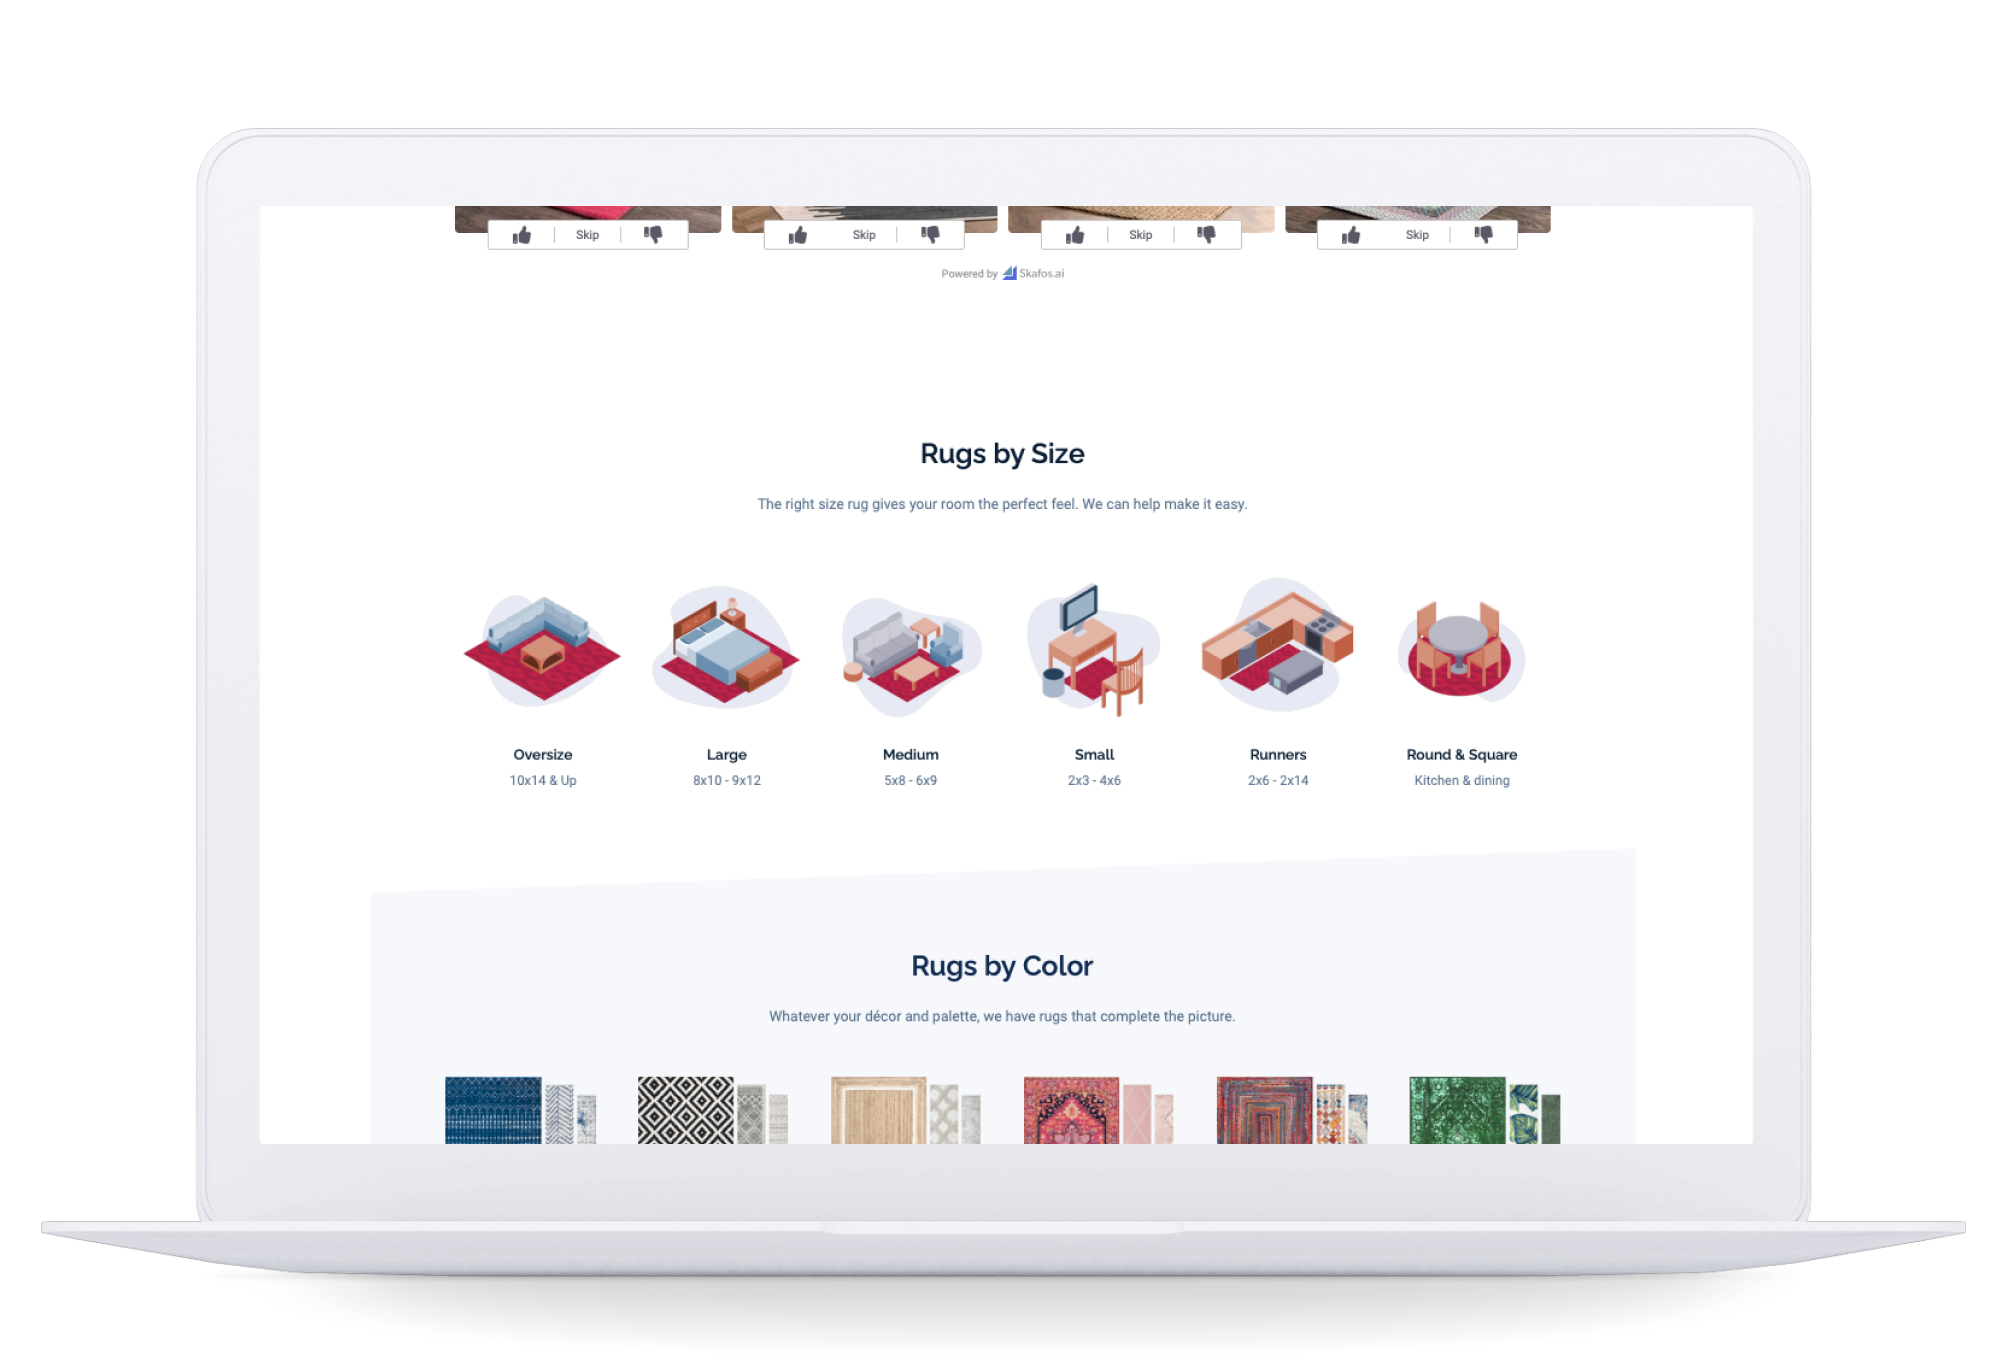 Skip
Skip
Skip
Skip
Powered by Skafos.ai
Rugs by Size
The right size rug gives your room the perfect feel. We can help make it easy.
Oversize
10x14 & Up
Large
8x10 - 9x12
Medium
5x8 - 6x9
Small
2x3 - 4x6
Runners
2x6 - 2x14
Round & Square
Kitchen & dining
Rugs by Color
Whatever your décor and palette, we have rugs that complete the picture.